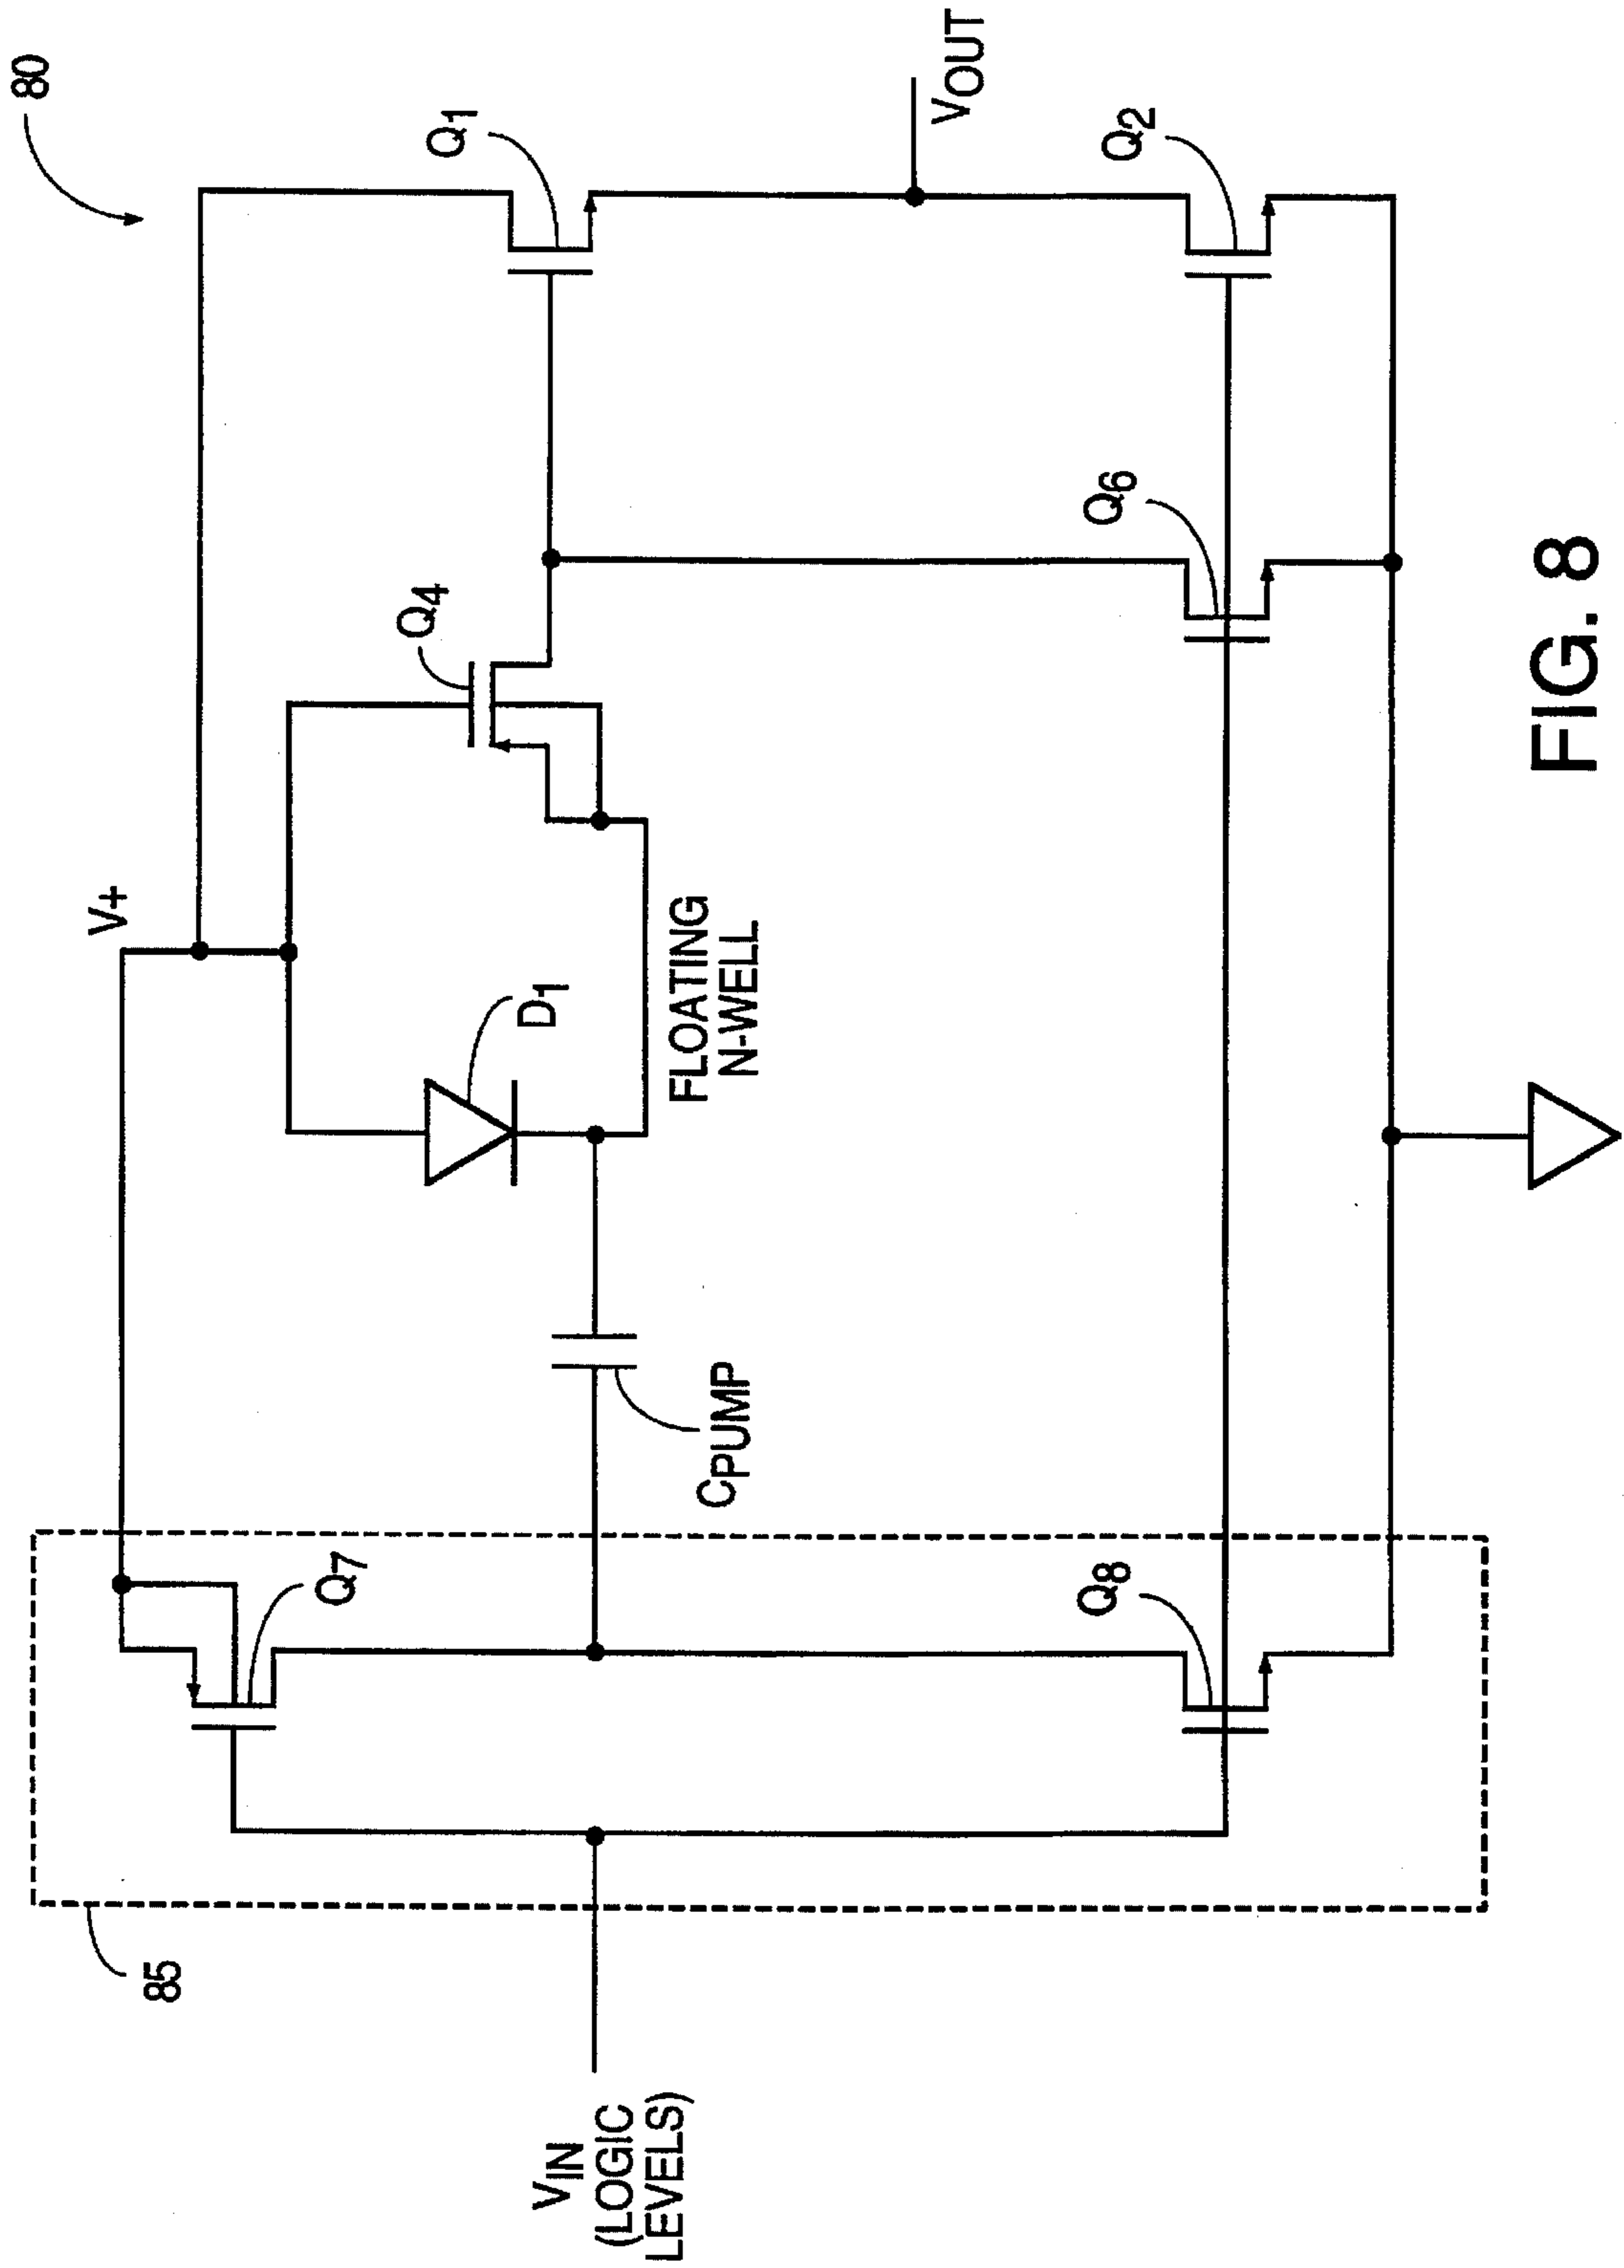 80
V+
Q1
Q4
D1
VOUT
FLOATING
N-WELL
Q7
CPUMP
85
VIN
(LOGIC
LEVELS)
Q6
Q2
Q8
FIG. 8